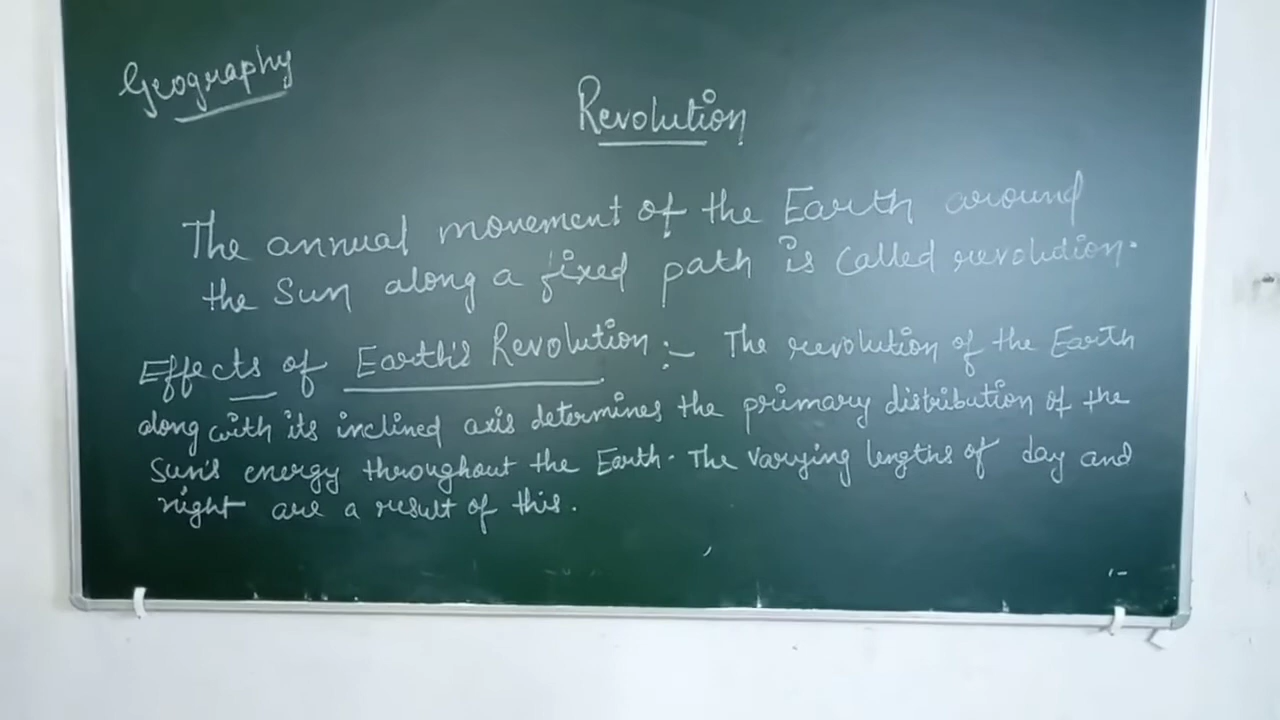 Geography
Revolution
The annual movement of the Earth around
the Sun along a fixed path is called revolution.
Effects of Earth's Revolution :- The revolution of the Earth
along with its inclined axis determines the primary distribution of the
Sun's energy throughout the Earth. The varying lengths of day and
night are a result of this.